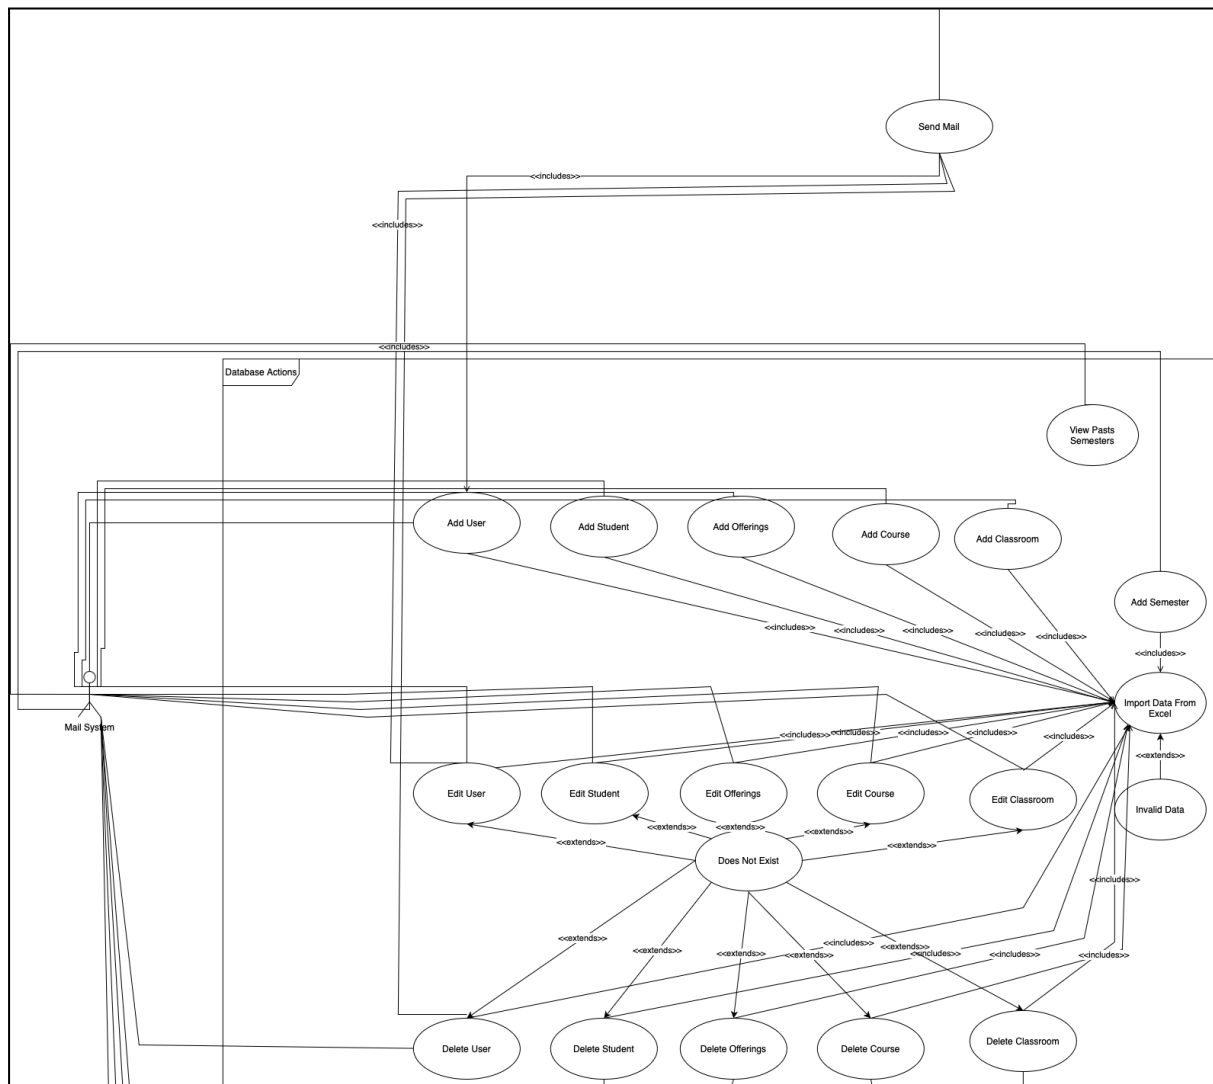 Send Mail
<<includes>>
<<includes>>
<<includes>>
Database Actions
View Pasts
Semesters
Add User
Add Student
Add Offerings
Add Course
Add Classroom
Add Semester
<<includes>>
<<includes>>
<<includes>>
<<includes>>
<<includes>>
<<includes>>
Import Data From
Excel
Mail System
<<includes>>
<<includes>>
<<includes>>
<<includes>>
<<includes>>
<<extends>>
Edit User
Edit Student
Edit Offerings
Edit Course
Edit Classroom
Invalid Data
<<extends>>
<<extends>>
<<extends>>
<<extends>>
<<extends>>
Does Not Exist
<<includes>>
<<extends>>
<<extends>>
<<extends>>
<<extends>>
<<extends>>
<<includes>>
<<includes>>
<<includes>>
<<includes>>
Delete User
Delete Student
Delete Offerings
Delete Course
Delete Classroom